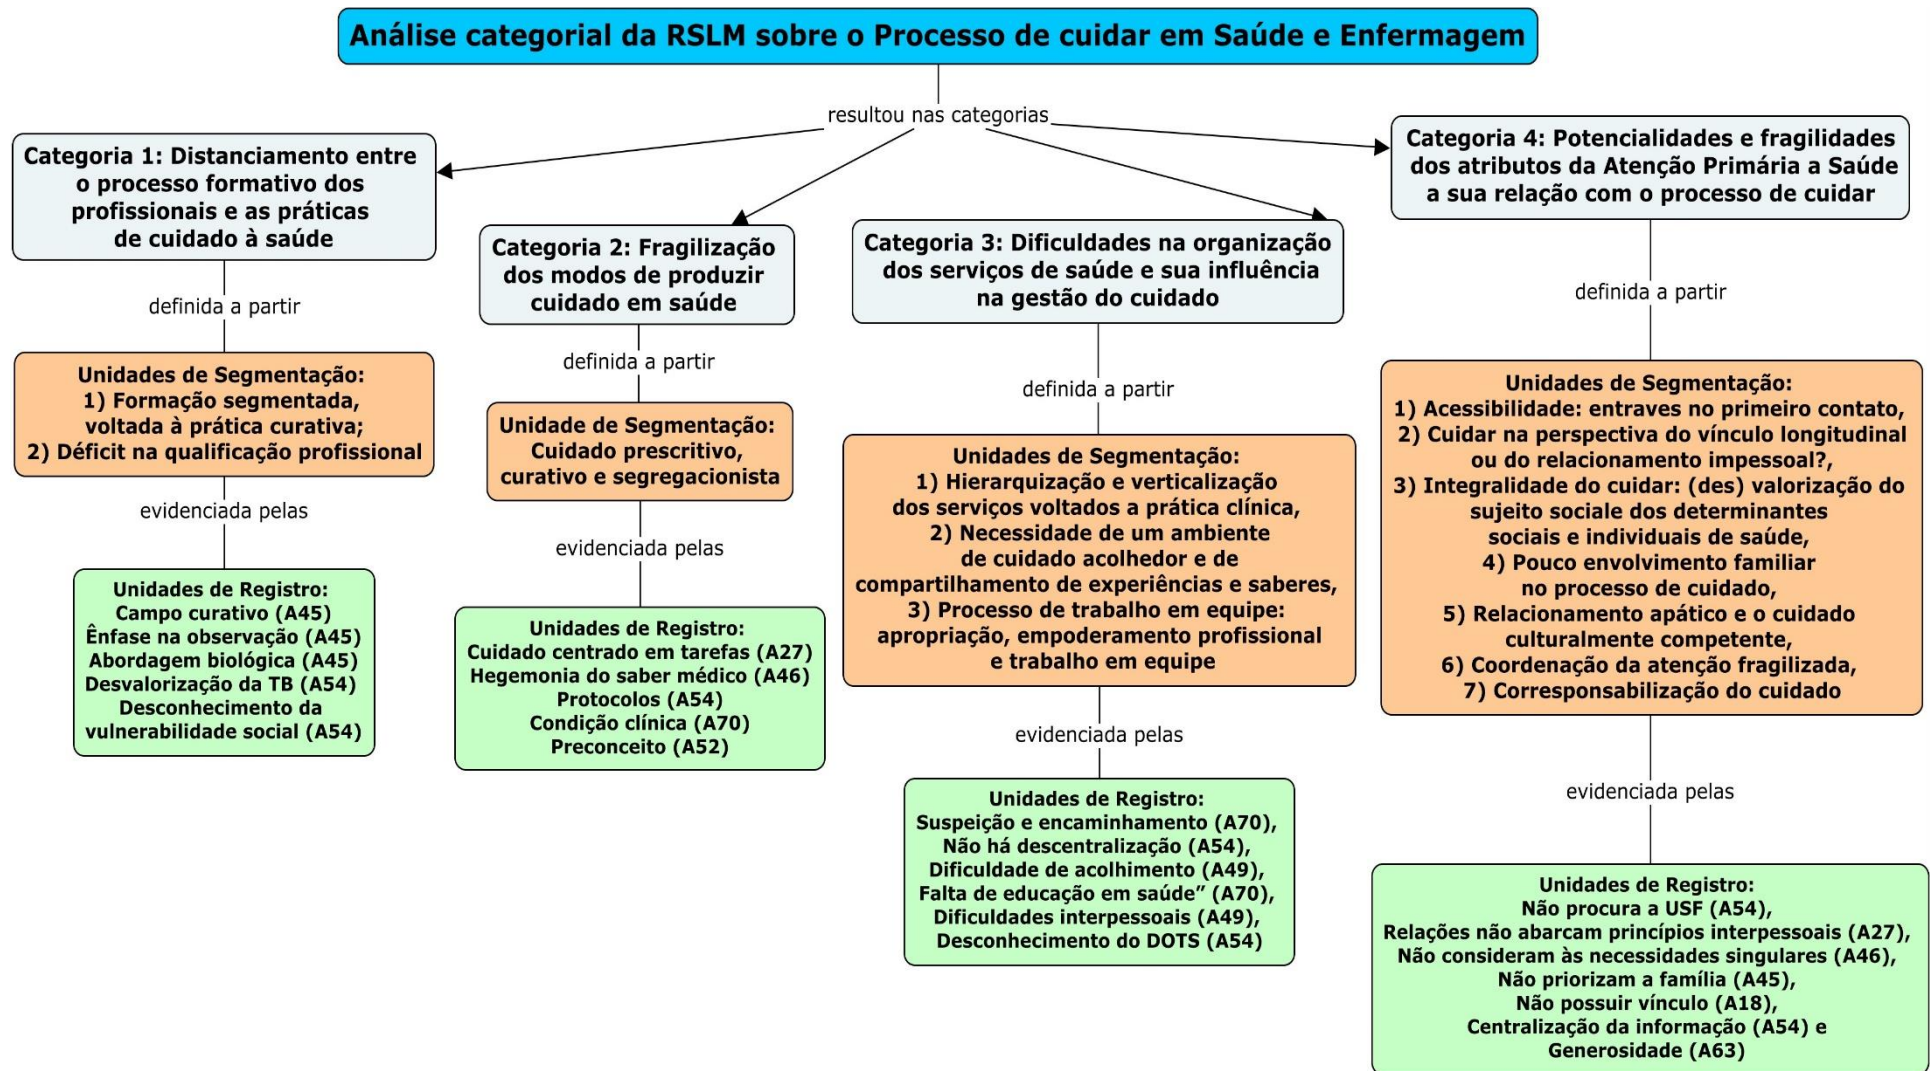 Análise categorial da RSLM sobre o Processo de cuidar em Saúde e Enfermagem
resultou nas categorias
Categoria 1: Distanciamento entre
o processo formativo dos
profissionais e as práticas
de cuidado à saúde
definida a partir
Unidades de Segmentação:
1) Formação segmentada,
voltada à prática curativa;
2) Déficit na qualificação profissional
evidenciada pelas
Unidades de Registro:
Campo curativo (A45)
Ênfase na observação (A45)
Abordagem biológica (A45)
Desvalorização da TB (A54)
Desconhecimento da
vulnerabilidade social (A54)
Categoria 2: Fragilização
dos modos de produzir
cuidado em saúde
definida a partir
Unidade de Segmentação:
Cuidado prescritivo,
curativo e segregacionista
evidenciada pelas
Unidades de Registro:
Cuidado centrado em tarefas (A27)
Hegemonia do saber médico (A46)
Protocolos (A54)
Condição clínica (A70)
Preconceito (A52)
Categoria 3: Dificuldades na organização
dos serviços de saúde e sua influência
na gestão do cuidado
definida a partir
Unidades de Segmentação:
1) Hierarquização e verticalização
dos serviços voltados a prática clínica,
2) Necessidade de um ambiente
de cuidado acolhedor e de
compartilhamento de experiências e saberes,
3) Processo de trabalho em equipe:
apropriação, empoderamento profissional
e trabalho em equipe
evidenciada pelas
Unidades de Registro:
Suspeição e encaminhamento (A70),
Não há descentralização (A54),
Dificuldade de acolhimento (A49),
Falta de educação em saúde” (A70),
Dificuldades interpessoais (A49),
Desconhecimento do DOTS (A54)
Categoria 4: Potencialidades e fragilidades
dos atributos da Atenção Primária a Saúde
a sua relação com o processo de cuidar
definida a partir
Unidades de Segmentação:
1) Acessibilidade: entraves no primeiro contato,
2) Cuidar na perspectiva do vínculo longitudinal
ou do relacionamento impessoal?,
3) Integralidade do cuidar: (des) valorização do
sujeito sociale dos determinantes
sociais e individuais de saúde,
4) Pouco envolvimento familiar
no processo de cuidado,
5) Relacionamento apático e o cuidado
culturalmente competente,
6) Coordenação da atenção fragilizada,
7) Corresponsabilização do cuidado
evidenciada pelas
Unidades de Registro:
Não procura a USF (A54),
Relações não abarcam princípios interpessoais (A27),
Não consideram às necessidades singulares (A46),
Não priorizam a família (A45),
Não possuir vínculo (A18),
Centralização da informação (A54) e
Generosidade (A63)